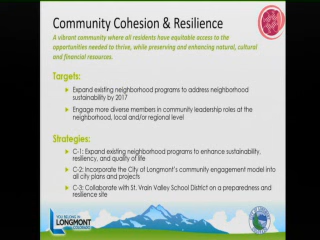 Community Cohesion & Resilience
A vibrant community where all residents have equitable access to the
opportunities needed to thrive, while preserving and enhancing natural, cultural
and financial resources.
Targets:
Expand existing neighborhood programs to address neighborhood
sustainability by 2017
Engage more diverse members in community leadership roles at the
neighborhood, local and/or regional level
Strategies:
C-1: Expand existing neighborhood programs to enhance sustainability,
resiliency, and quality of life
C-2: Incorporate the City of Longmont's community engagement model into
all city plans and projects
C-3: Collaborate with St. Vrain Valley School District on a preparedness and
resilience site
YOU BELONG IN
LONGMONT
COLORADO